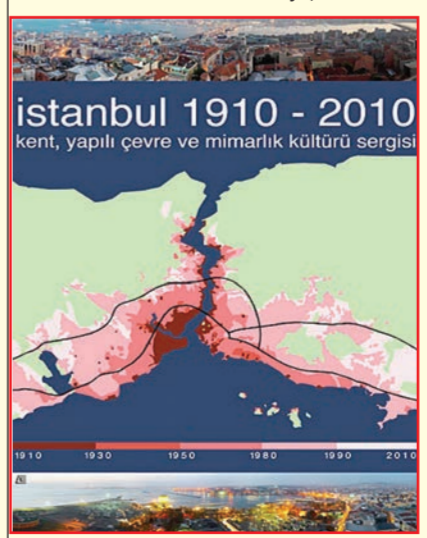 istanbul 1910 - 2010
kent, yapılı çevre ve mimarlık kültürü sergisi
1910 1930 1950 1980 1990 2010